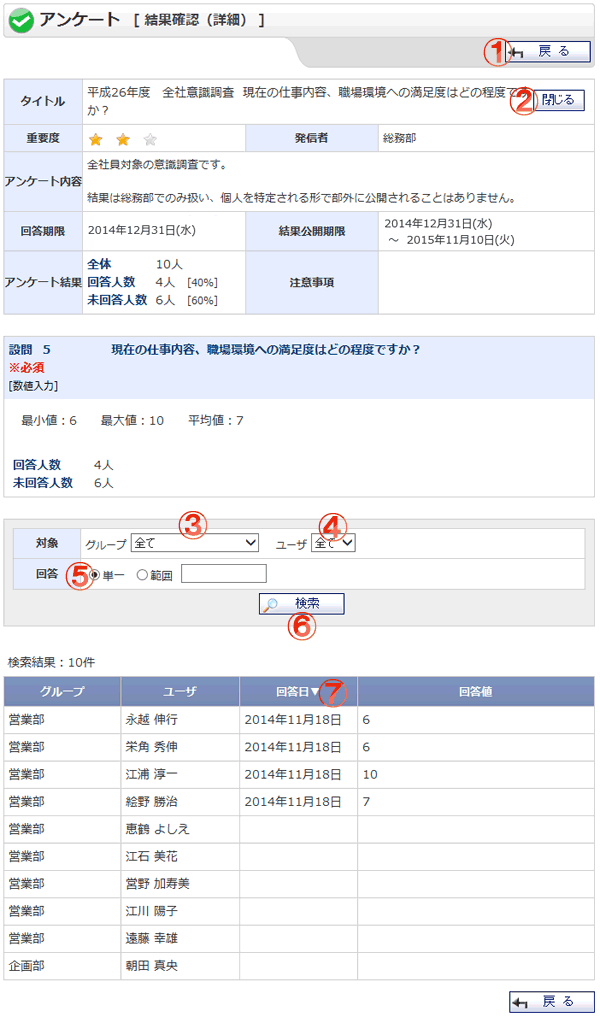 アンケート [ 結果確認（詳細） ]
① 戻 る
タイトル 平成26年度 全社意識調査 現在の仕事内容、職場環境への満足度はどの程度です
か？
② 閉じる
重要度 発信者 総務部
アンケート内容 全社員対象の意識調査です。
結果は総務部でのみ扱い、個人を特定される形で部外に公開されることはありません。
回答期限 2014年12月31日(水) 結果公開期限 2014年12月31日(水)
～ 2015年11月10日(火)
アンケート結果 全体 10人 注意事項
回答人数 4人 [40%]
未回答人数 6人 [60%]
設問 5 現在の仕事内容、職場環境への満足度はどの程度ですか？
※必須
[数値入力]
最小値：6 最大値：10 平均値：7
回答人数 4人
未回答人数 6人
③ ④
対象 グループ 全て ユーザ 全て
回答 ⑤ 単一 範囲
検索
⑥
検索結果：10件
グループ ユーザ 回答日▼ ⑦ 回答値
営業部 永越 伸行 2014年11月18日 6
営業部 栄角 秀伸 2014年11月18日 6
営業部 江浦 淳一 2014年11月18日 10
営業部 絵野 勝治 2014年11月18日 7
営業部 恵鶴 よしえ
営業部 江石 美花
営業部 営野 加寿美
営業部 江川 陽子
営業部 遠藤 幸雄
企画部 朝田 真央
戻 る